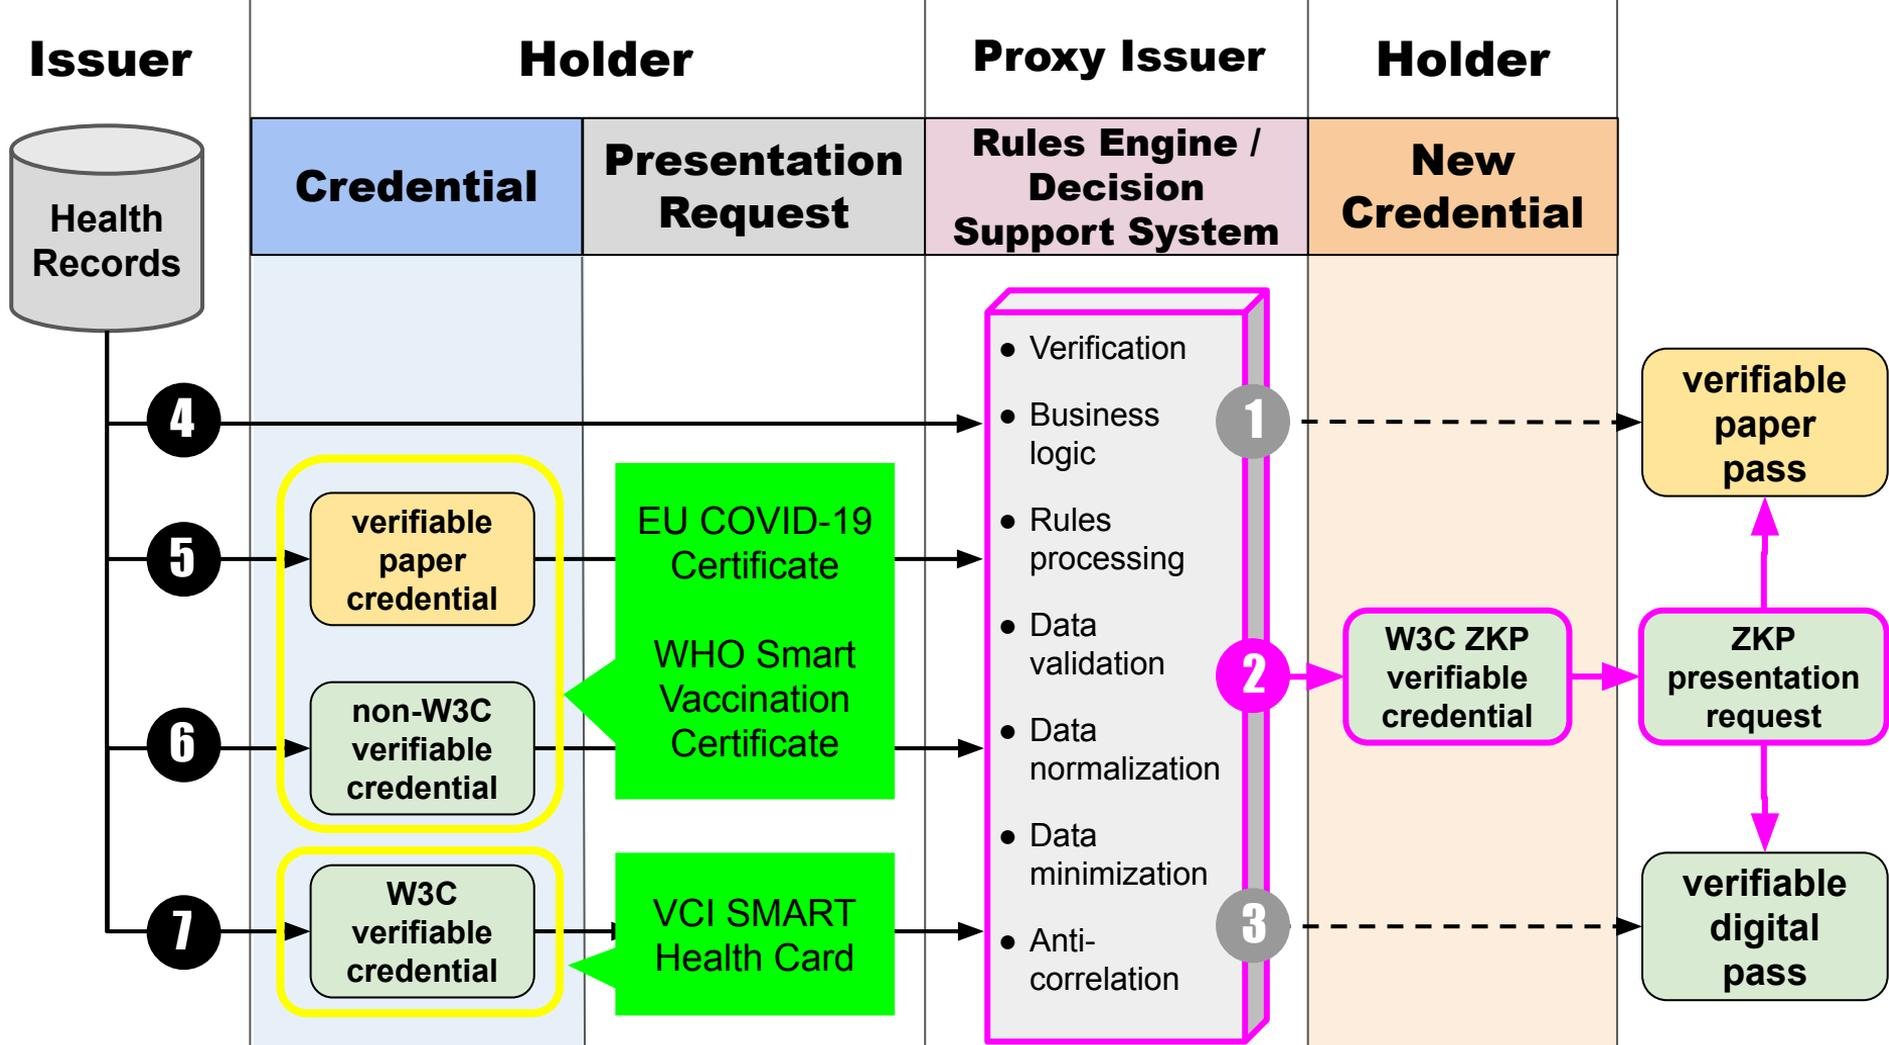 Issuer
Holder
Proxy Issuer
Holder
Credential
Presentation
Request
Rules Engine /
Decision
Support System
New
Credential
Health
Records
4
5
6
7
verifiable
paper
credential
non-W3C
verifiable
credential
W3C
verifiable
credential
EU COVID-19
Certificate
WHO Smart
Vaccination
Certificate
VCI SMART
Health Card
● Verification
● Business
logic
● Rules
processing
● Data
validation
● Data
normalization
● Data
minimization
● Anti-
correlation
1
2
3
W3C ZKP
verifiable
credential
verifiable
paper
pass
ZKP
presentation
request
verifiable
digital
pass